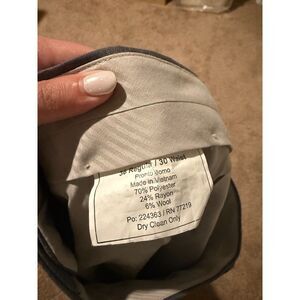 Regular / 30 Waist
Pronto Uomo
Made in Vietnam
70% Polyester
24% Rayon
6% Wool
Po: 224363 / RN 77219
Dry Clean Only